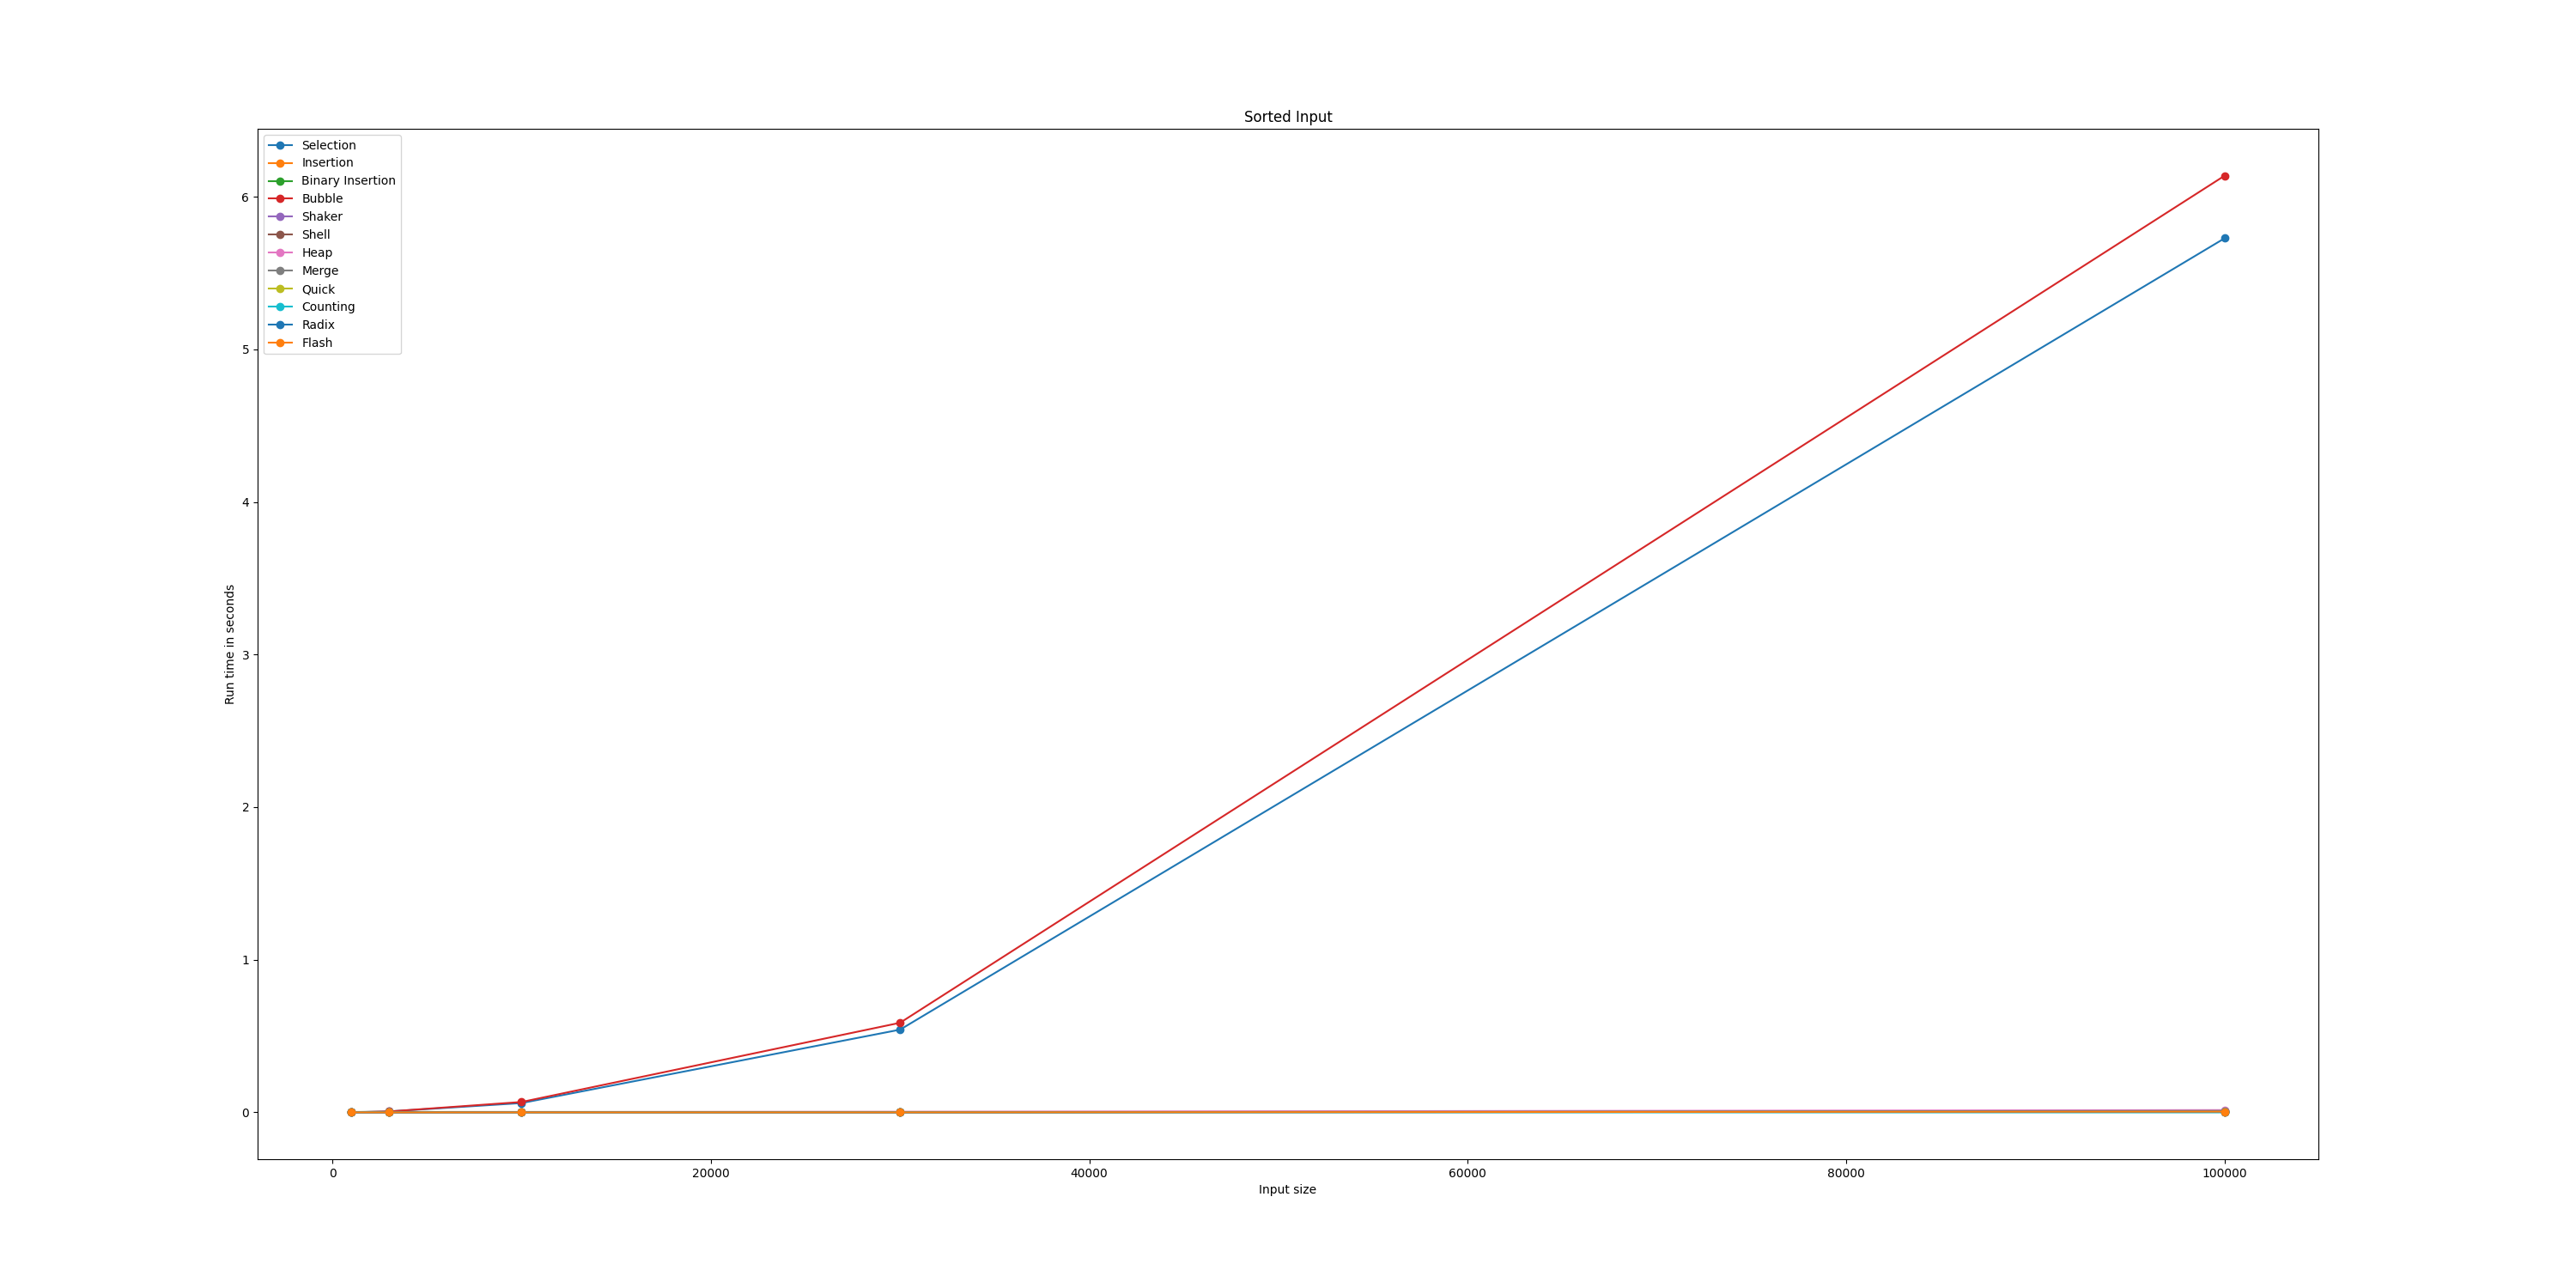 Sorted Input
Selection
Insertion
Binary Insertion
Bubble
Shaker
Shell
Heap
Merge
Quick
Counting
Radix
Flash
6
5
4
3
2
1
0
Run time in seconds
0 20000 40000 60000 80000 100000
Input size